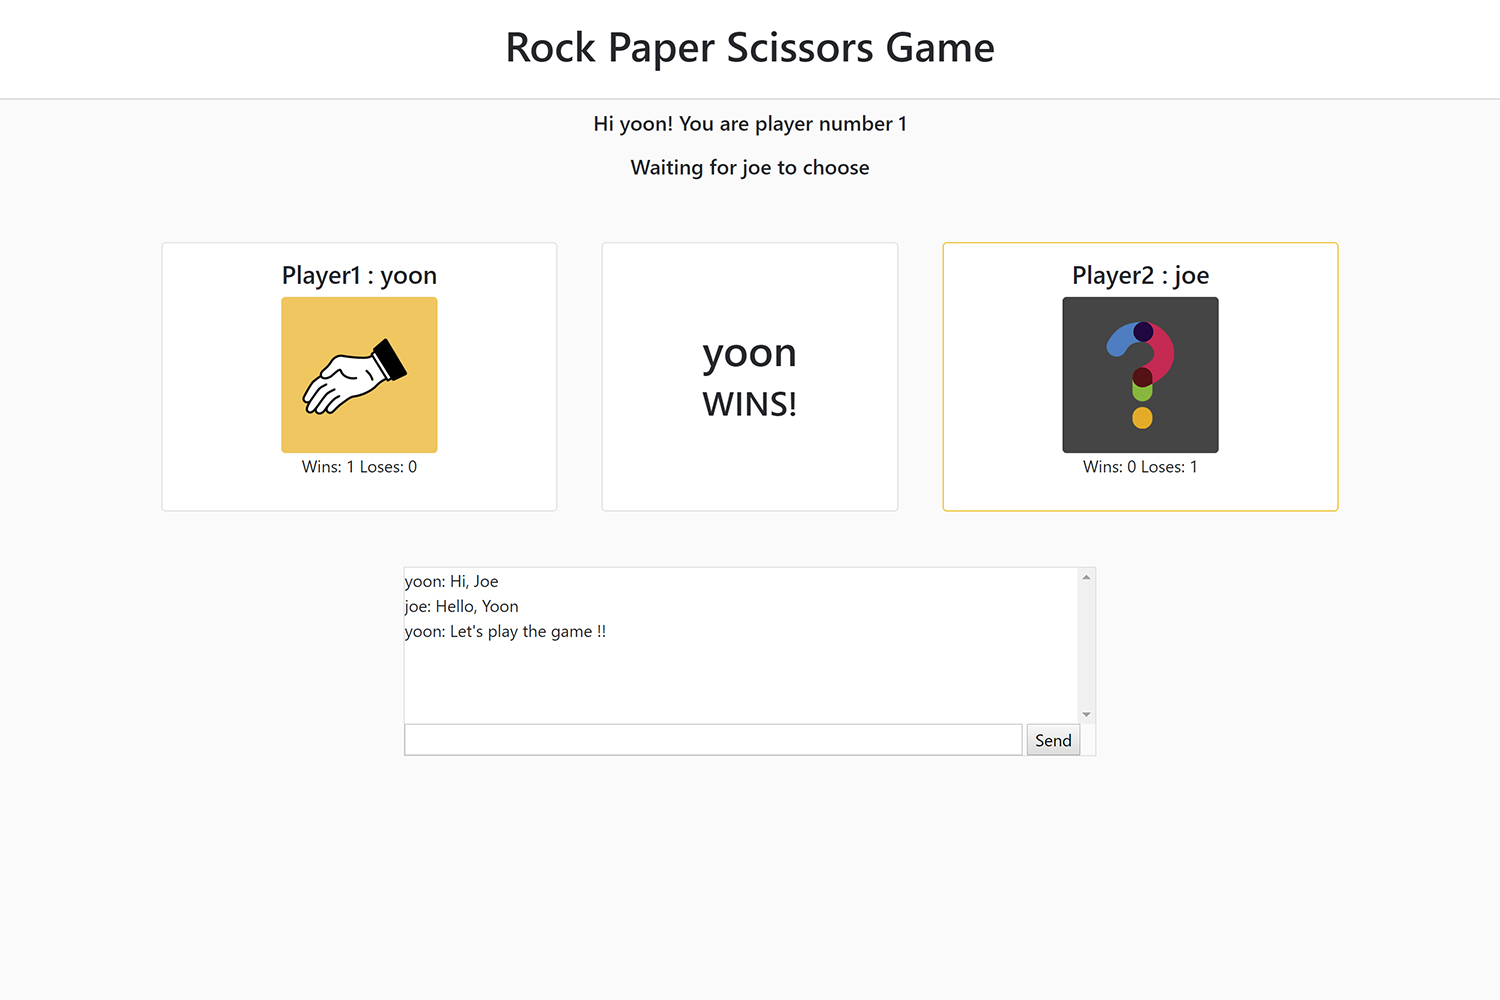 Rock Paper Scissors Game
Hi yoon! You are player number 1
Waiting for joe to choose
Player1 : yoon
Wins: 1 Loses: 0
yoon
WINS!
Player2 : joe
Wins: 0 Loses: 1
yoon: Hi, Joe
joe: Hello, Yoon
yoon: Let's play the game !!
Send